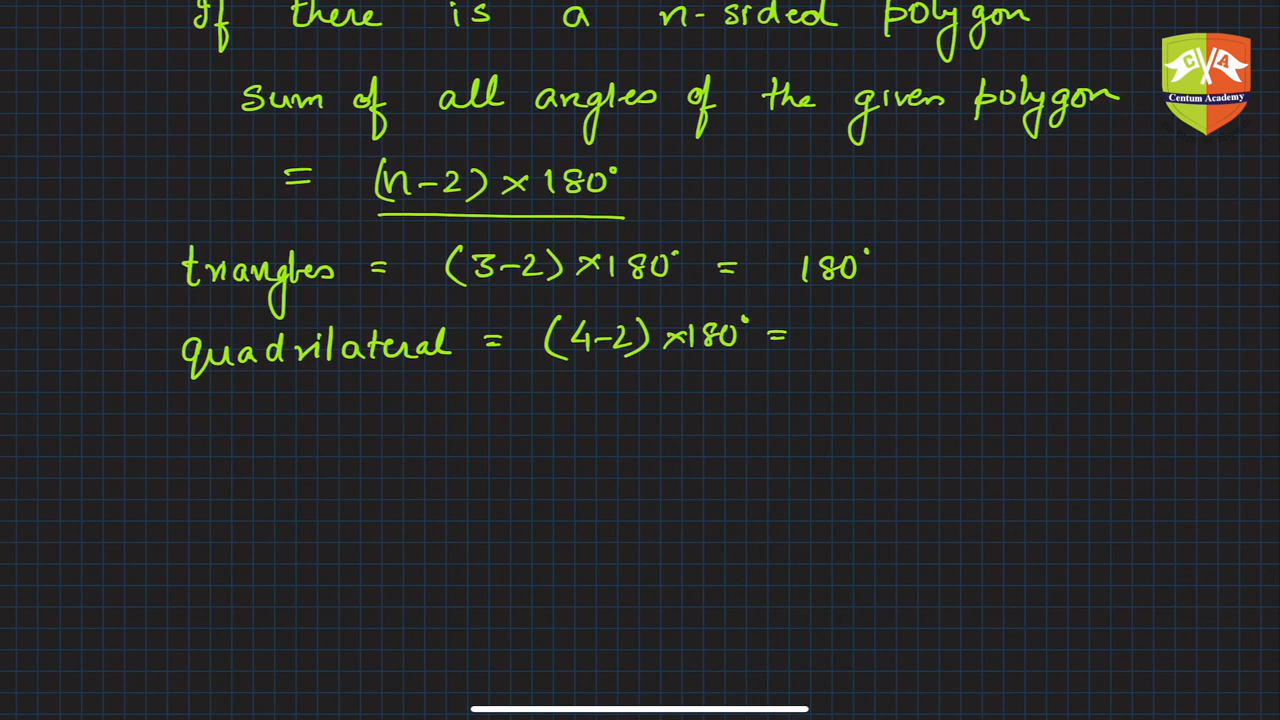 If there is a n-sided polygon
CA
Centum Academy
sum of all angles of the given polygon
= (n-2) × 180°
triangles = (3-2) ×180° = 180°
quadrilateral = (4-2) ×180° =